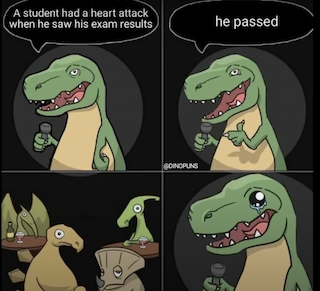 A student had a heart attack
when he saw his exam results
he passed
@DINOPUNS